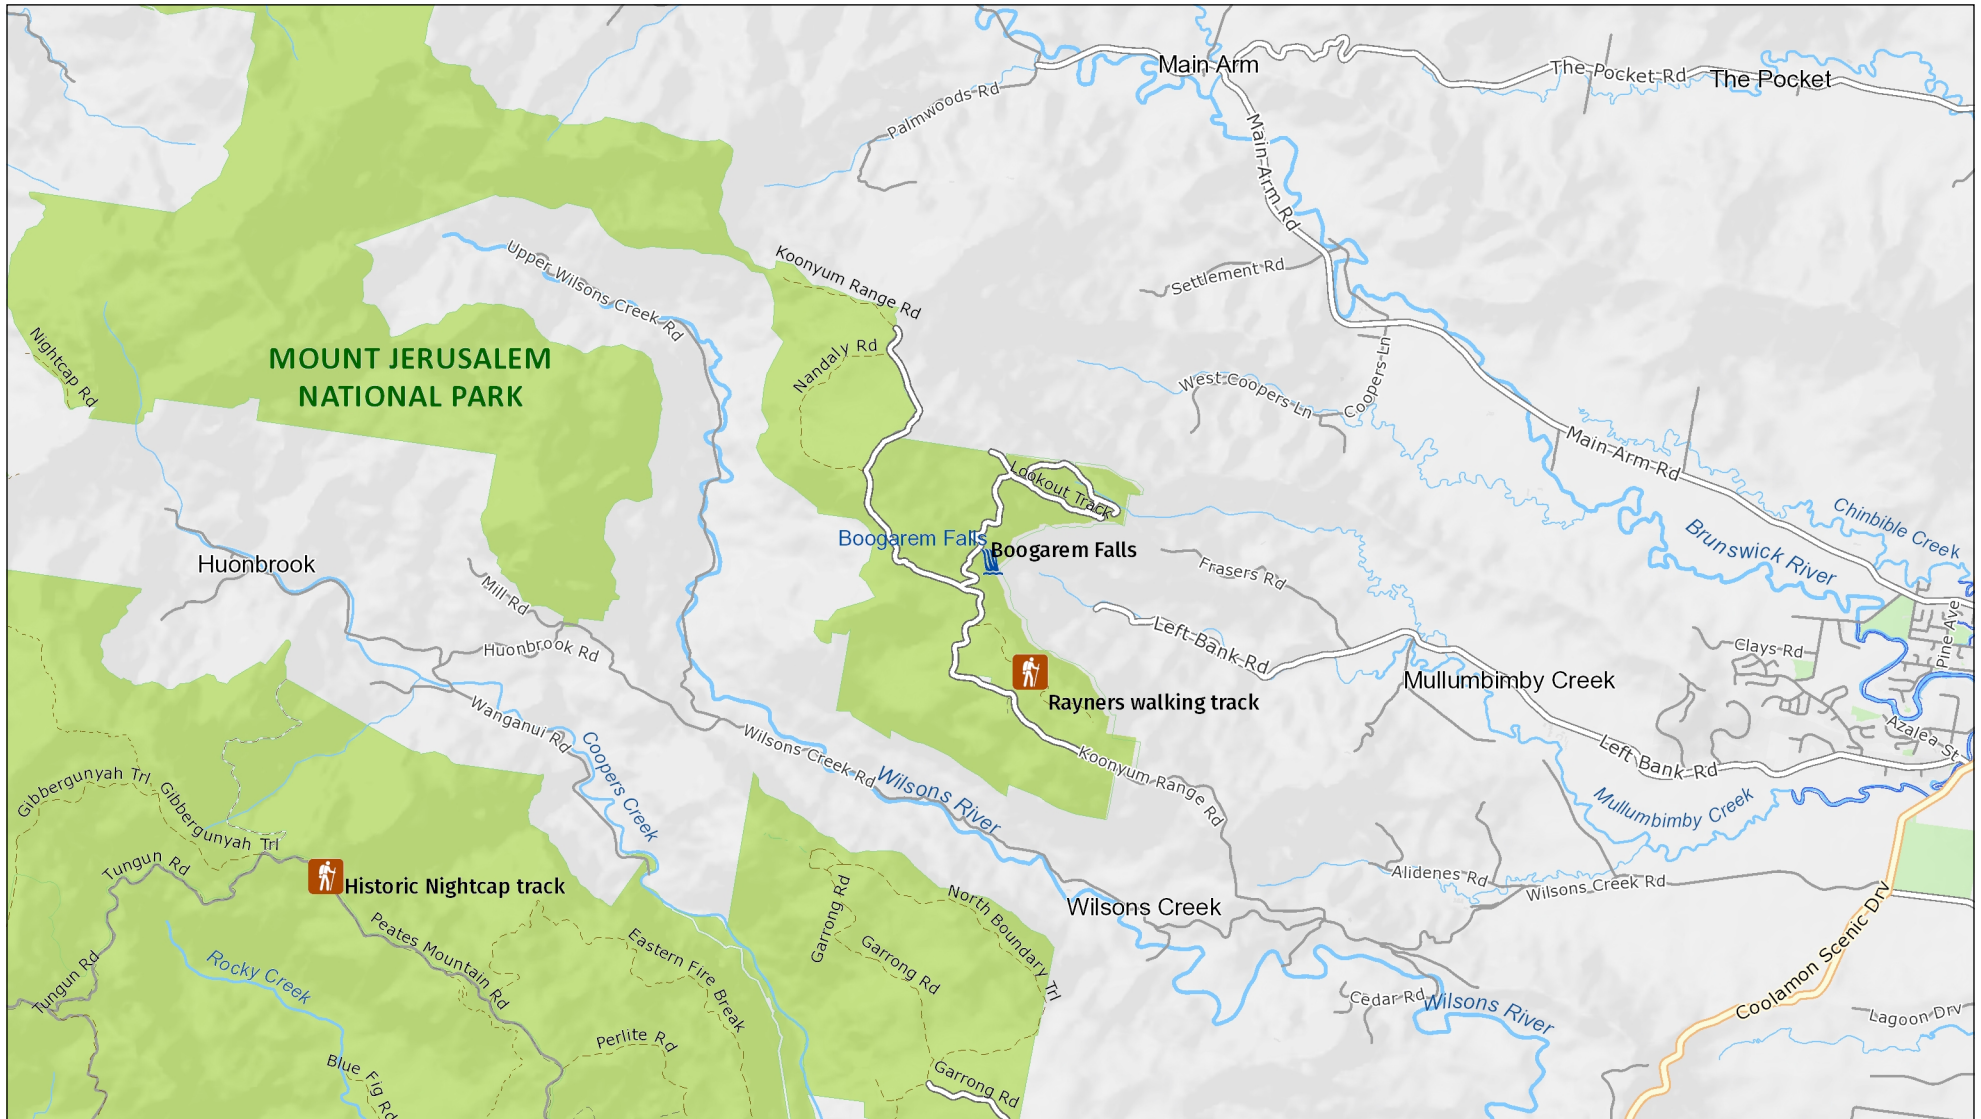 Main Arm
The Pocket Rd
The Pocket
Palmwoods Rd
Main Arm Rd
Koonyum Range Rd
Upper Wilsons Creek Rd
Settlement Rd
Nightcap Rd
MOUNT JERUSALEM
NATIONAL PARK
Nandaly Rd
West Coopers Ln
Coopers Ln
Main Arm Rd
Lookout Track
Chinbible Creek
Brunswick River
Boogarem Falls
Boogarem Falls
Huonbrook
Frasers Rd
Mill Rd
Left Bank Rd
Pine Ave
Huonbrook Rd
Clays Rd
Mullumbimby Creek
Rayners walking track
Wanganui Rd
Azalea St
Coopers Creek
Wilsons Creek Rd
Koonyum Range Rd
Left Bank Rd
Gibbergunyah Trl
Gibbergunyah Trl
Wilsons River
Mullumbimby Creek
Tungun Rd
Historic Nightcap track
Alidenes Rd
Wilsons Creek Rd
Garrong Rd
North Boundary Trl
Wilsons Creek
Coolamon Scenic Drv
Peates Mountain Rd
Eastern Fire Break
Garrong Rd
Tungun Rd
Rocky Creek
Cedar Rd
Wilsons River
Lagoon Drv
Perlite Rd
Blue Fig Rd
Garrong Rd